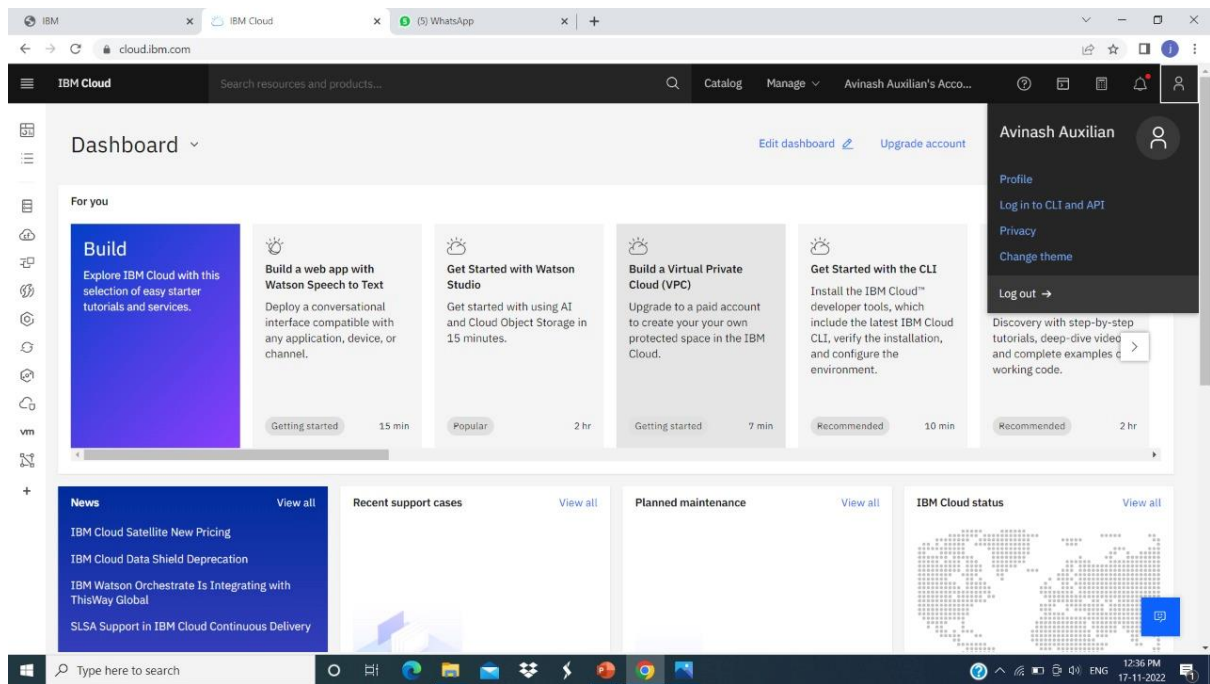 IBM
IBM Cloud
(5) WhatsApp
cloud.ibm.com
j
IBM Cloud
Search resources and products...
Catalog
Manage
Avinash Auxilian's Acco...
Dashboard
Edit dashboard
Upgrade account
Avinash Auxilian
Profile
Log in to CLI and API
Privacy
Change theme
Log out →
For you
Build
Explore IBM Cloud with this
selection of easy starter
tutorials and services.
Build a web app with
Watson Speech to Text
Deploy a conversational
interface compatible with
any application, device, or
channel.
Getting started
15 min
Get Started with Watson
Studio
Get started with using AI
and Cloud Object Storage in
15 minutes.
Popular
2 hr
Build a Virtual Private
Cloud (VPC)
Upgrade to a paid account
to create your your own
protected space in the IBM
Cloud.
Getting started
7 min
Get Started with the CLI
Install the IBM Cloud™
developer tools, which
include the latest IBM Cloud
CLI, verify the installation,
and configure the
environment.
Recommended
10 min
Discovery with step-by-step
tutorials, deep-dive
and complete examples
working code.
Recommended
2 hr
vm
News
View all
IBM Cloud Satellite New Pricing
IBM Cloud Data Shield Deprecation
IBM Watson Orchestrate Is Integrating with
ThisWay Global
SLSA Support in IBM Cloud Continuous Delivery
Recent support cases
View all
Planned maintenance
View all
IBM Cloud status
View all
Type here to search
ENG
12:36 PM
17-11-2022
1